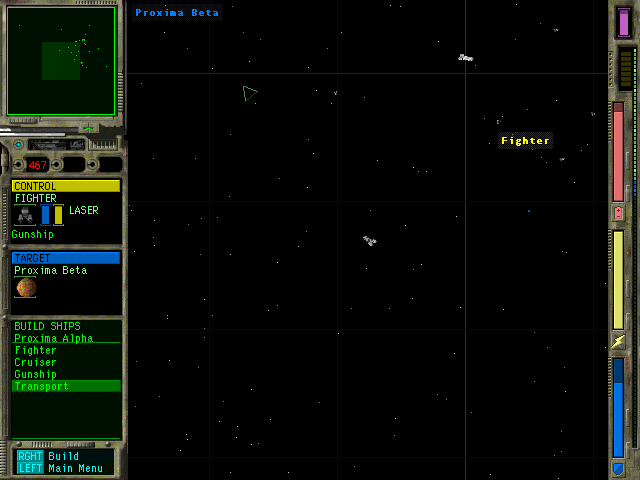 Proxima Beta
Fighter
467
CONTROL
FIGHTER
LASER
Gunship
TARGET
Proxima Beta
BUILD SHIPS
Proxima Alpha
Fighter
Cruiser
Gunship
Transport
RGHT Build
LEFT Main Menu